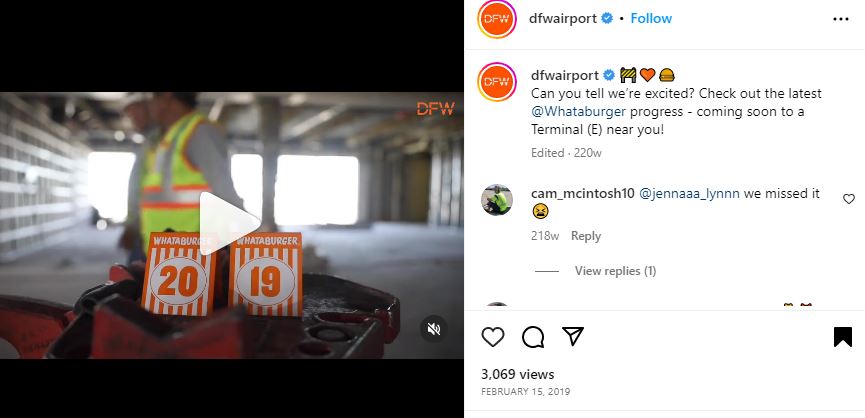 DFW
dfwairport • Follow
DFW
dfwairport 🚧🧡🍔
Can you tell we're excited? Check out the latest
@Whataburger progress - coming soon to a
Terminal (E) near you!
Edited · 220w
cam_mcintosh10 @jennaaa_lynnn we missed it
😫
218w Reply
View replies (1)
3,069 views
FEBRUARY 15, 2019
DFW
WHATABURGER
20
WHATABURGER
19